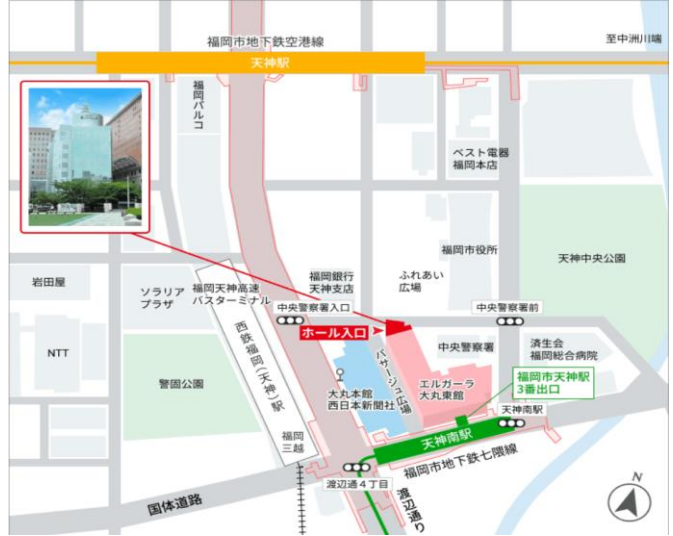 福岡市地下鉄空港線
至中洲川端
天神駅
福岡パルコ
ベスト電器
福岡本店
福岡市役所
天神中央公園
岩田屋
ソラリア
プラザ
福岡天神高速
バスターミナル
福岡銀行
天神支店
ふれあい
広場
中央警察署入口
中央警察署前
ホール入口
西鉄福岡(天神)駅
パサージュ広場
中央警察署
済生会
福岡総合病院
NTT
警固公園
大丸本館
西日本新聞社
エルガーラ
大丸東館
福岡市天神駅
3番出口
天神南駅
福岡
三越
天神南駅
福岡市地下鉄七隈線
渡辺通4丁目
国体道路
渡辺通り
N